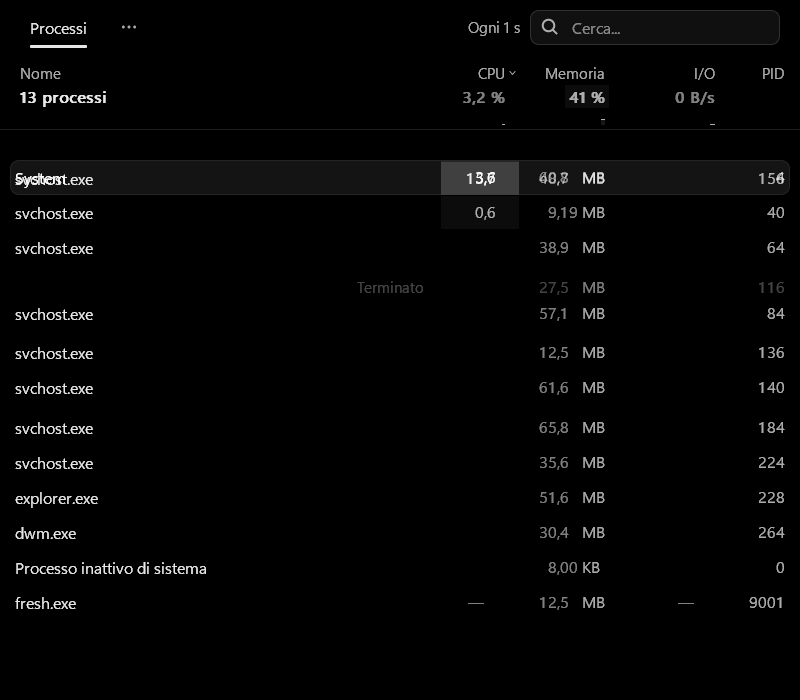 Processi ··· Ogni 1 s Cerca...
Nome CPU Memoria I/O PID
13 processi 3,2 % 41 % 0 B/s
svchost.exe MB
svchost.exe 0,6 9,19 MB 40
svchost.exe 38,9 MB 64
Terminato 27,5 MB 116
svchost.exe 57,1 MB 84
svchost.exe 12,5 MB 136
svchost.exe 61,6 MB 140
svchost.exe 65,8 MB 184
svchost.exe 35,6 MB 224
explorer.exe 51,6 MB 228
dwm.exe 30,4 MB 264
Processo inattivo di sistema 8,00 KB 0
fresh.exe — 12,5 MB — 9001